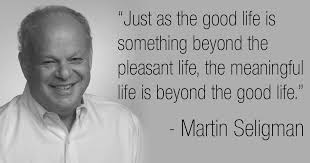 “Just as the good life is
something beyond the
pleasant life, the meaningful
life is beyond the good life.”
- Martin Seligman